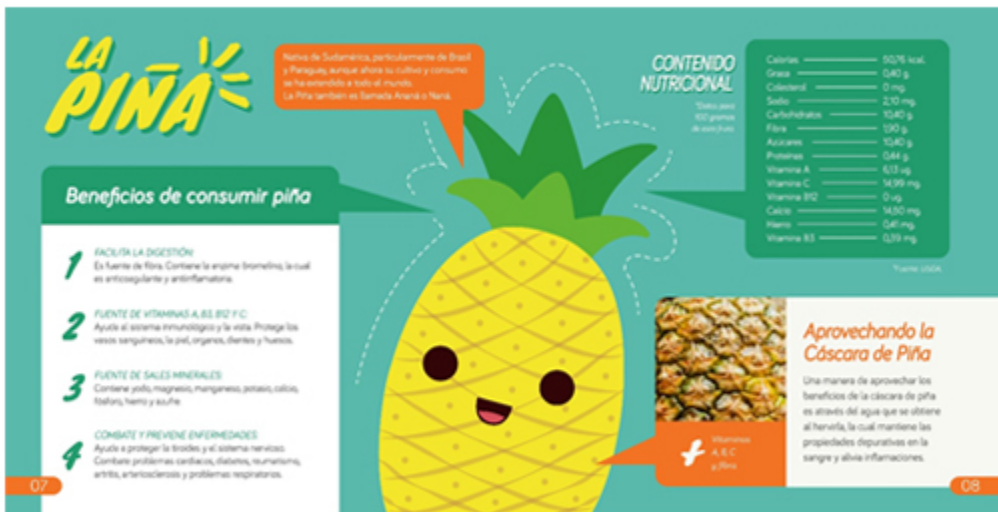 LA
PIÑA
Nativa de Sudamérica, particularmente de Brasil
y Paraguay, aunque ahora su cultivo y consumo
se ha extendido a todo el mundo.
La Piña también es llamada Ananá o Naná.
CONTENIDO
NUTRICIONAL
*Datos para
100 gramos
de esta fruta.
Calorías 50,76 kcal.
Grasa 0,40 g.
Colesterol 0 mg.
Sodio 2,10 mg.
Carbohidratos 10,40 g.
Fibra 1,90 g.
Azúcares 10,40 g.
Proteínas 0,44 g.
Vitamina A 6,13 ug.
Vitamina C 14,99 mg.
Vitamina B12 0 ug.
Calcio 14,50 mg.
Hierro 0,41 mg.
Vitamina B3 0,39 mg.
*Fuente: USDA.
Beneficios de consumir piña
1 FACILITA LA DIGESTIÓN:
Es fuente de fibra. Contiene la enzima bromelina, la cual
es anticoagulante y antiinflamatoria.
2 FUENTE DE VITAMINAS A, B3, B12 Y C:
Ayuda al sistema inmunológico y la vista. Protege los
vasos sanguíneos, la piel, organos, dientes y huesos.
3 FUENTE DE SALES MINERALES:
Contiene yodo, magnesio, manganeso, potasio, calcio,
fósforo, hierro y azufre.
4 COMBATE Y PREVIENE ENFERMEDADES:
Ayuda a proteger la tiroides y el sistema nervioso.
Combate problemas cardiacos, diabetes, reumatismo,
artritis, arteriosclerosis y problemas respiratorios.
Aprovechando la
Cáscara de Piña
Una manera de aprovechar los
beneficios de la cáscara de piña
es através del agua que se obtiene
al hervirla, la cual mantiene las
propiedades depurativas en la
sangre y alivia inflamaciones.
+ Vitaminas
A, B, C
y fibra.
07
08